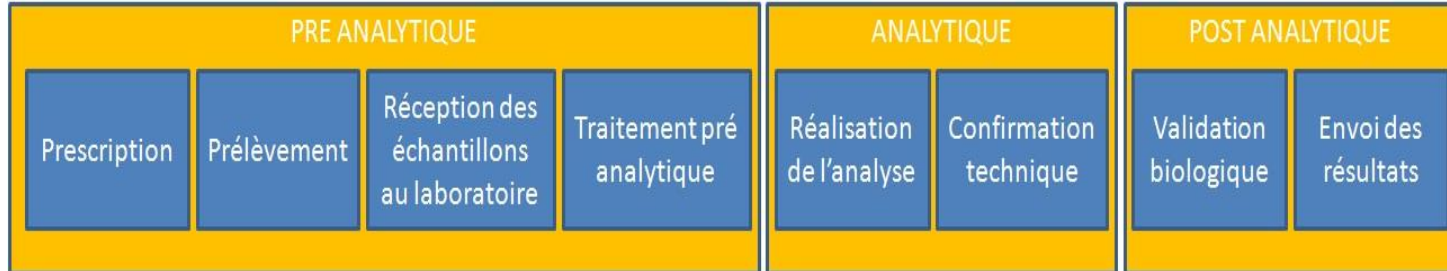 PRE ANALYTIQUE
Prescription
Prélèvement
Réception des
échantillons
au laboratoire
Traitement pré
analytique
ANALYTIQUE
Réalisation
de l'analyse
Confirmation
technique
POST ANALYTIQUE
Validation
biologique
Envoi des
résultats